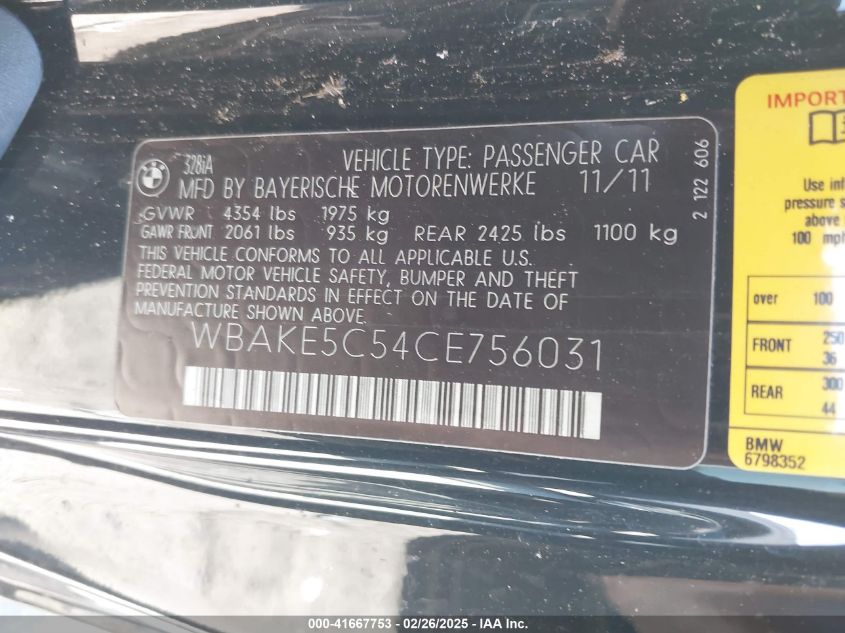 BMW
328iA
VEHICLE TYPE: PASSENGER CAR
MFD BY BAYERISCHE MOTORENWERKE 11/11
GVWR 4354 lbs 1975 kg
GAWR FRONT 2061 lbs 935 kg REAR 2425 lbs 1100 kg
THIS VEHICLE CONFORMS TO ALL APPLICABLE U.S.
FEDERAL MOTOR VEHICLE SAFETY, BUMPER AND THEFT
PREVENTION STANDARDS IN EFFECT ON THE DATE OF
MANUFACTURE SHOWN ABOVE.
WBAKE5C54CE756031
2 122 606
IMPORT
Use inf
pressure s
above
100 mph
over 100
FRONT 250
36
REAR 300
44
BMW
6798352
000-41667753 - 02/26/2025 - IMAGE - 9 OF -